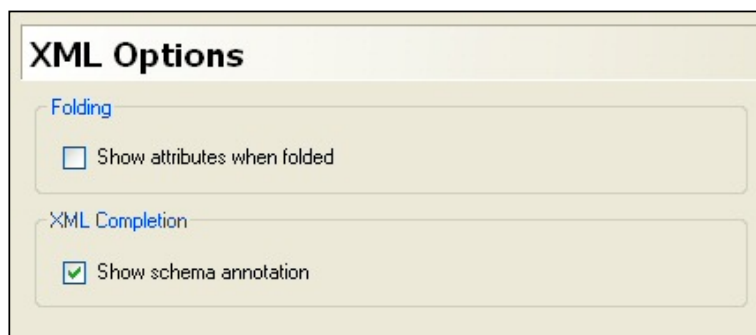 XML Options
Folding
Show attributes when folded
XML Completion
Show schema annotation